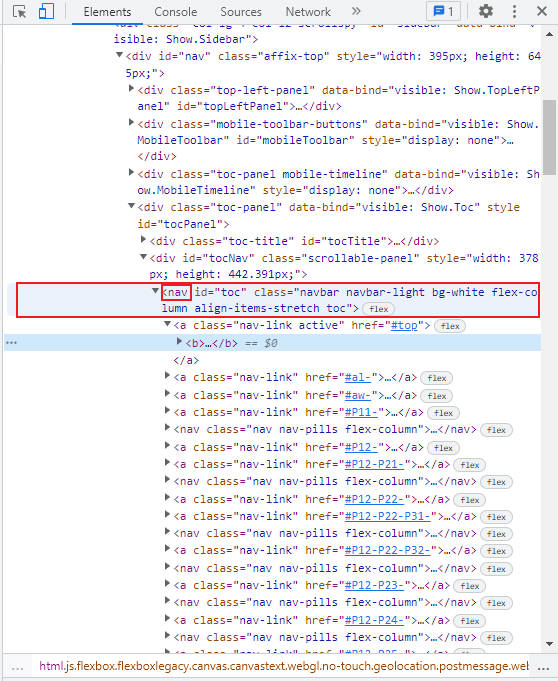 Elements Console Sources » 1
isible: Show.Sidebar">
▼<div id="nav" class="affix-top" style="width: 395px; height: 64
5px;">
▶<div class="top-left-panel" data-bind="visible: Show.TopLeftP
anel" id="topLeftPanel">…</div>
▶<div class="mobile-toolbar-buttons" data-bind="visible: Show.
MobileToolbar" id="mobileToolbar" style="display: none">…
</div>
▶<div class="toc-panel mobile-timeline" data-bind="visible: Sh
ow.MobileTimeline" style="display: none">…</div>
▼<div class="toc-panel" data-bind="visible: Show.Toc" style
id="tocPanel">
▶<div class="toc-title" id="tocTitle">…</div>
▼<div id="tocNav" class="scrollable-panel" style="width: 378
px; height: 442.391px;">
▼<nav id="toc" class="navbar navbar-light bg-white flex-co
lumn align-items-stretch toc"> flex
▼<a class="nav-link active" href="#top"> flex
… ▶<b>…</b> == $0
</a>
▶<a class="nav-link" href="#al-">…</a> flex
▶<a class="nav-link" href="#aw-">…</a> flex
▶<a class="nav-link" href="#P11-">…</a> flex
▶<nav class="nav nav-pills flex-column">…</nav> flex
▶<a class="nav-link" href="#P12-">…</a> flex
▶<a class="nav-link" href="#P12-P21-">…</a> flex
▶<nav class="nav nav-pills flex-column">…</nav> flex
▶<a class="nav-link" href="#P12-P22-">…</a> flex
▶<a class="nav-link" href="#P12-P22-P31-">…</a> flex
▶<nav class="nav nav-pills flex-column">…</nav> flex
▶<a class="nav-link" href="#P12-P22-P32-">…</a> flex
▶<nav class="nav nav-pills flex-column">…</nav> flex
▶<a class="nav-link" href="#P12-P23-">…</a> flex
▶<nav class="nav nav-pills flex-column">…</nav> flex
▶<a class="nav-link" href="#P12-P24-">…</a> flex
▶<nav class="nav nav-pills flex-column">…</nav> flex
… html.js.flexbox.flexboxlegacy.canvas.canvastext.webgl.no-touch.geolocation.postmessage.web …